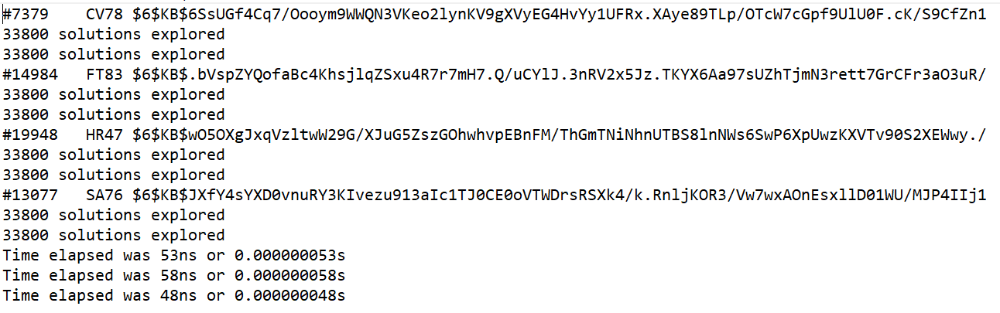 #7379   CV78 $6$KB$6SsUGf4Cq7/Oooym9WWQN3VKeo2lynKV9gXVyEG4HvYy1UFRx.XAye89TLp/OTcW7cGpf9UlU0F.cK/S9CfZn1
33800 solutions explored
33800 solutions explored
#14984   FT83 $6$KB$.bVspZYQofaBc4KhsjlqZSxu4R7r7mH7.Q/uCYlJ.3nRV2x5Jz.TKYX6Aa97sUZhTjmN3rett7GrCFr3aO3uR/
33800 solutions explored
33800 solutions explored
#19948   HR47 $6$KB$wO5OXgJxqVzltwW29G/XJuG5ZszGOhwhvpEBnFM/ThGmTNiNhnUTBS8lnNWs6SwP6XpUwzKXVTv90S2XEWwy./
33800 solutions explored
33800 solutions explored
#13077   SA76 $6$KB$JXfY4sYXD0vnuRY3KIvezu913aIc1TJ0CE0oVTWDrsRSXk4/k.RnljKOR3/Vw7wxAOnEsxllD01WU/MJP4IIj1
33800 solutions explored
33800 solutions explored
Time elapsed was 53ns or 0.000000053s
Time elapsed was 58ns or 0.000000058s
Time elapsed was 48ns or 0.000000048s